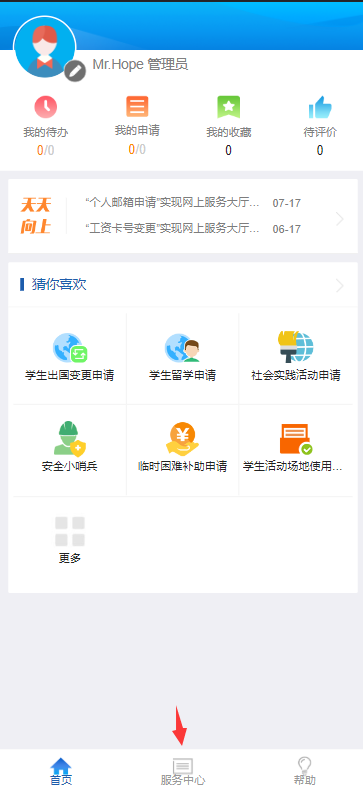 Mr.Hope 管理员
我的待办
我的申请
我的收藏
待评价
0/0
0/0
0
0
天天
向上
“个人邮箱申请”实现网上服务大厅... 07-17
“工资卡号变更”实现网上服务大厅... 06-17
猜你喜欢
学生出国变更申请
学生留学申请
社会实践活动申请
安全小哨兵
临时困难补助申请
学生活动场地使用...
更多
首页
服务中心
帮助